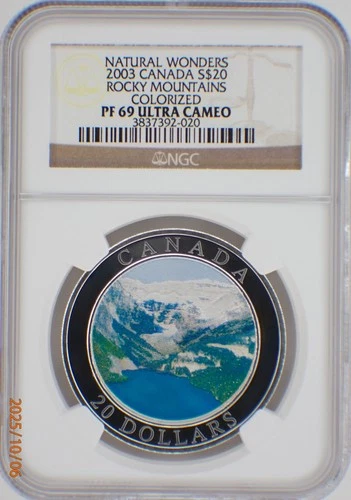 NATURAL WONDERS
2003 CANADA S$20
ROCKY MOUNTAINS
COLORIZED
PF 69 ULTRA CAMEO
3837392-020
NGC
CANADA
20 DOLLARS
2025/10/06